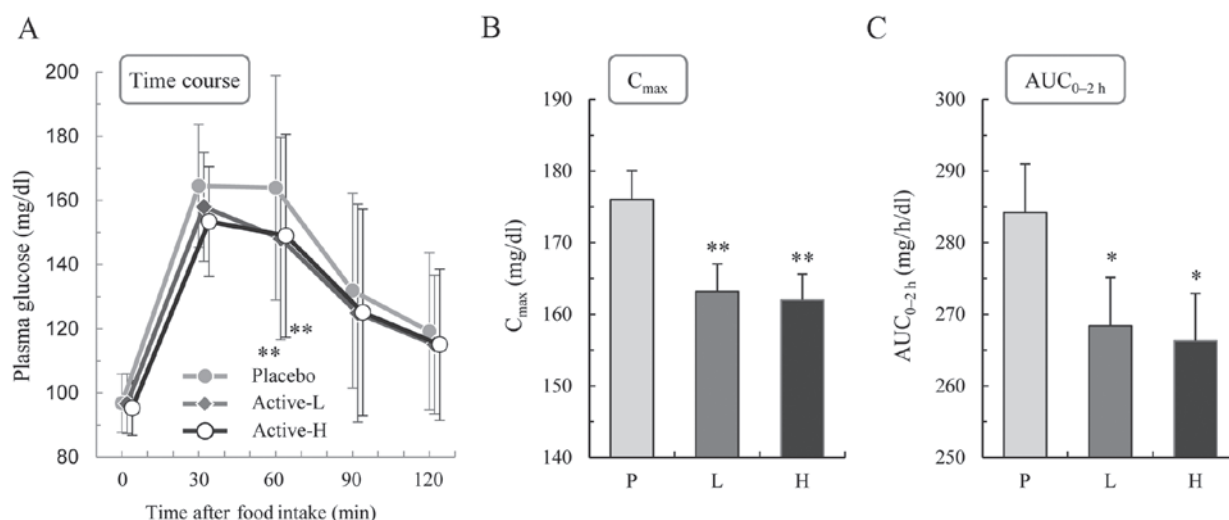 A
Time course
Plasma glucose (mg/dl)
200
180
160
140
120
100
80
**
**
Placebo
Active-L
Active-H
0 30 60 90 120
Time after food intake (min)
B
Cmax
Cmax (mg/dl)
190
180
170
160
150
140
**
**
P L H
C
AUC0–2 h
AUC0–2 h (mg/h/dl)
300
290
280
270
260
250
*
*
P L H